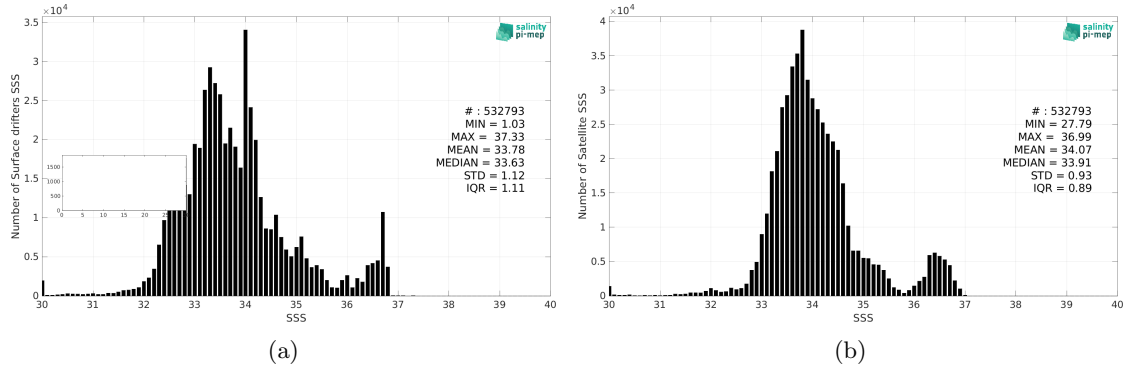 ×10⁴
3.5
3
2.5
2
1.5
1
0.5
0
30 31 32 33 34 35 36 37 38 39 40
SSS
Number of Surface drifters SSS
1500
1000
500
0
0 5 10 15 20 25
salinity
pi-mep
# : 532793
MIN = 1.03
MAX = 37.33
MEAN = 33.78
MEDIAN = 33.63
STD = 1.12
IQR = 1.11
(a)
×10⁴
4
3.5
3
2.5
2
1.5
1
0.5
0
30 31 32 33 34 35 36 37 38 39 40
SSS
Number of Satellite SSS
salinity
pi-mep
# : 532793
MIN = 27.79
MAX = 36.99
MEAN = 34.07
MEDIAN = 33.91
STD = 0.93
IQR = 0.89
(b)